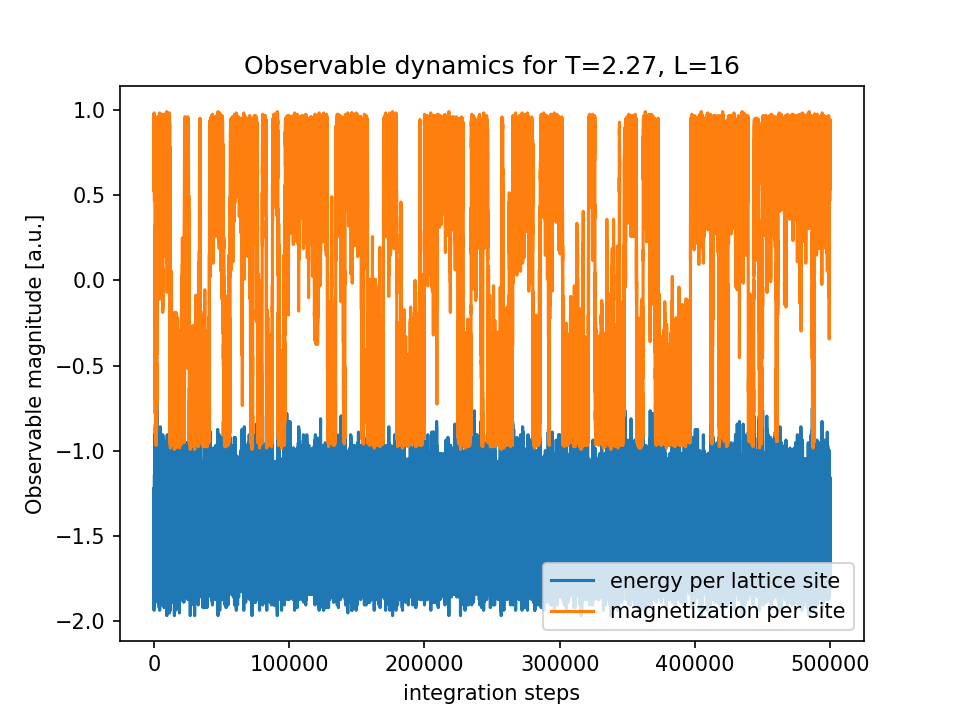 Observable dynamics for T=2.27, L=16
Observable magnitude [a.u.]
1.0
0.5
0.0
−0.5
−1.0
−1.5
−2.0
energy per lattice site
magnetization per site
0 100000 200000 300000 400000 500000
integration steps